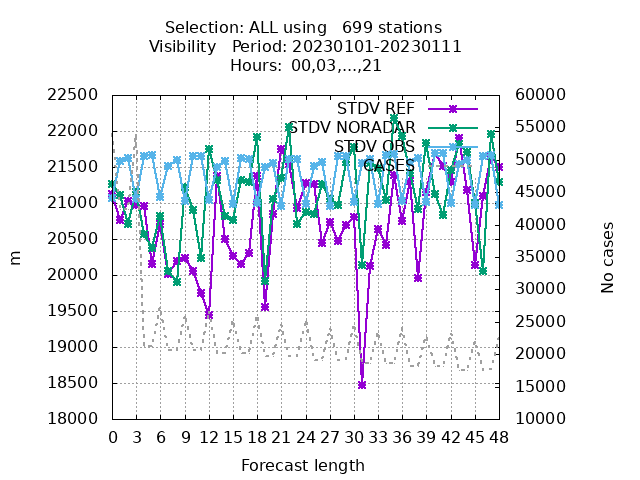 Selection: ALL using   699 stations
Visibility   Period: 20230101-20230111
Hours:  00,03,...,21
22500
22000
21500
21000
20500
20000
19500
19000
18500
18000
60000
55000
50000
45000
40000
35000
30000
25000
20000
15000
10000
STDV REF
STDV NORADAR
STDV OBS
CASES
m
No cases
0 3 6 9 12 15 18 21 24 27 30 33 36 39 42 45 48
Forecast length